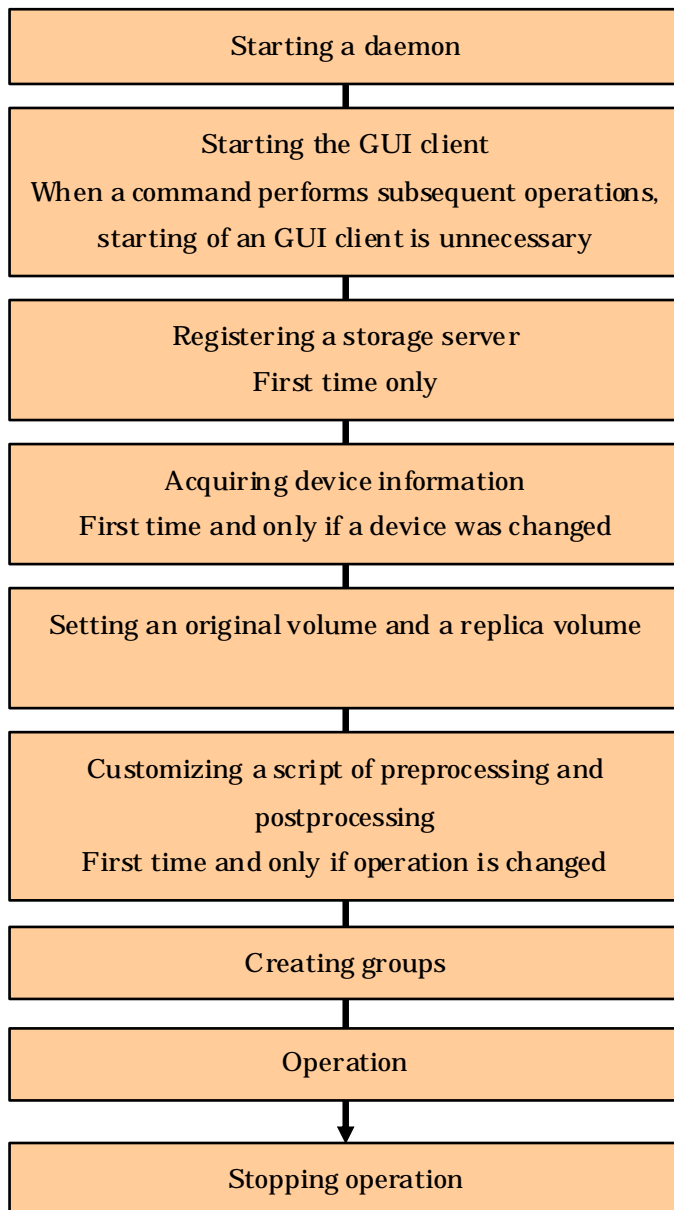 Starting a daemon
Starting the GUI client
When a command performs subsequent operations,
starting of an GUI client is unnecessary
Registering a storage server
First time only
Acquiring device information
First time and only if a device was changed
Setting an original volume and a replica volume
Customizing a script of preprocessing and
postprocessing
First time and only if operation is changed
Creating groups
Operation
Stopping operation